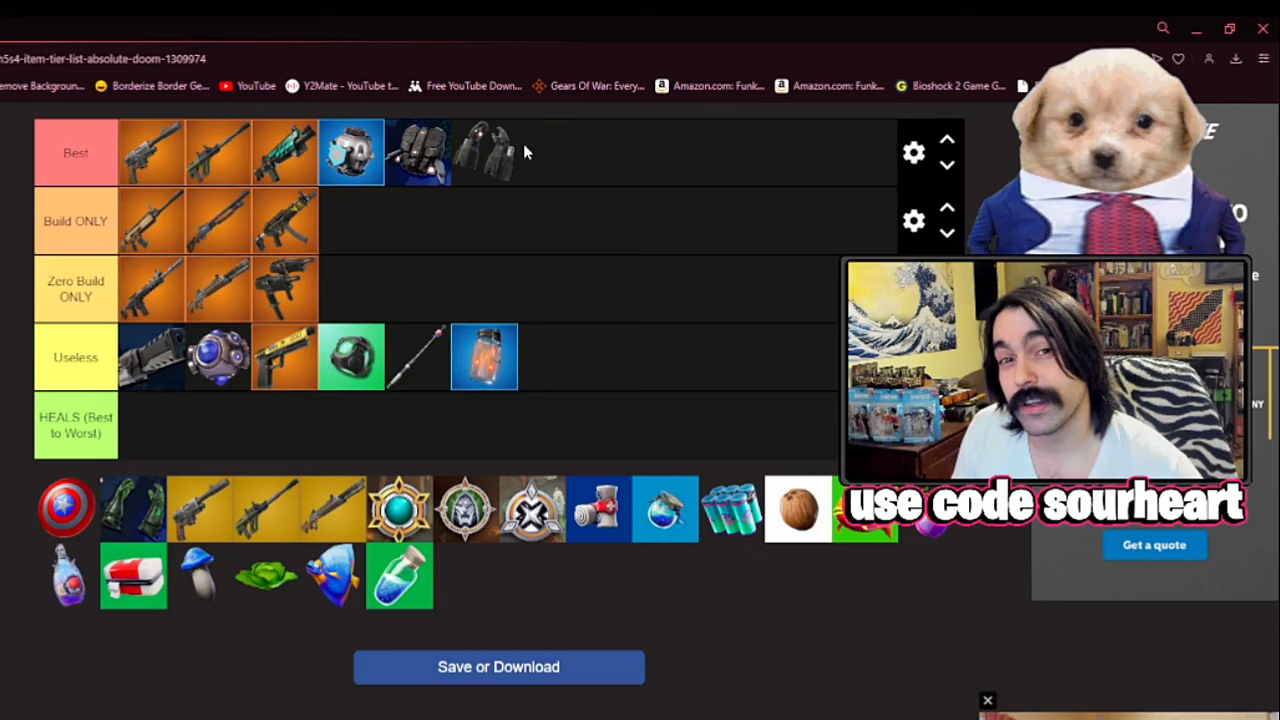 n5s4-item-tier-list-absolute-doom-1309974
emove Backgroun... Borderize Border Ge... YouTube Y2Mate - YouTube t... Free YouTube Down... Gears Of War: Every... Amazon.com: Funk... Amazon.com: Funk... Bioshock 2 Game G...
Best
Build ONLY
Zero Build
ONLY
Useless
HEALS (Best
to Worst)
use code sourheart
Get a quote
Save or Download